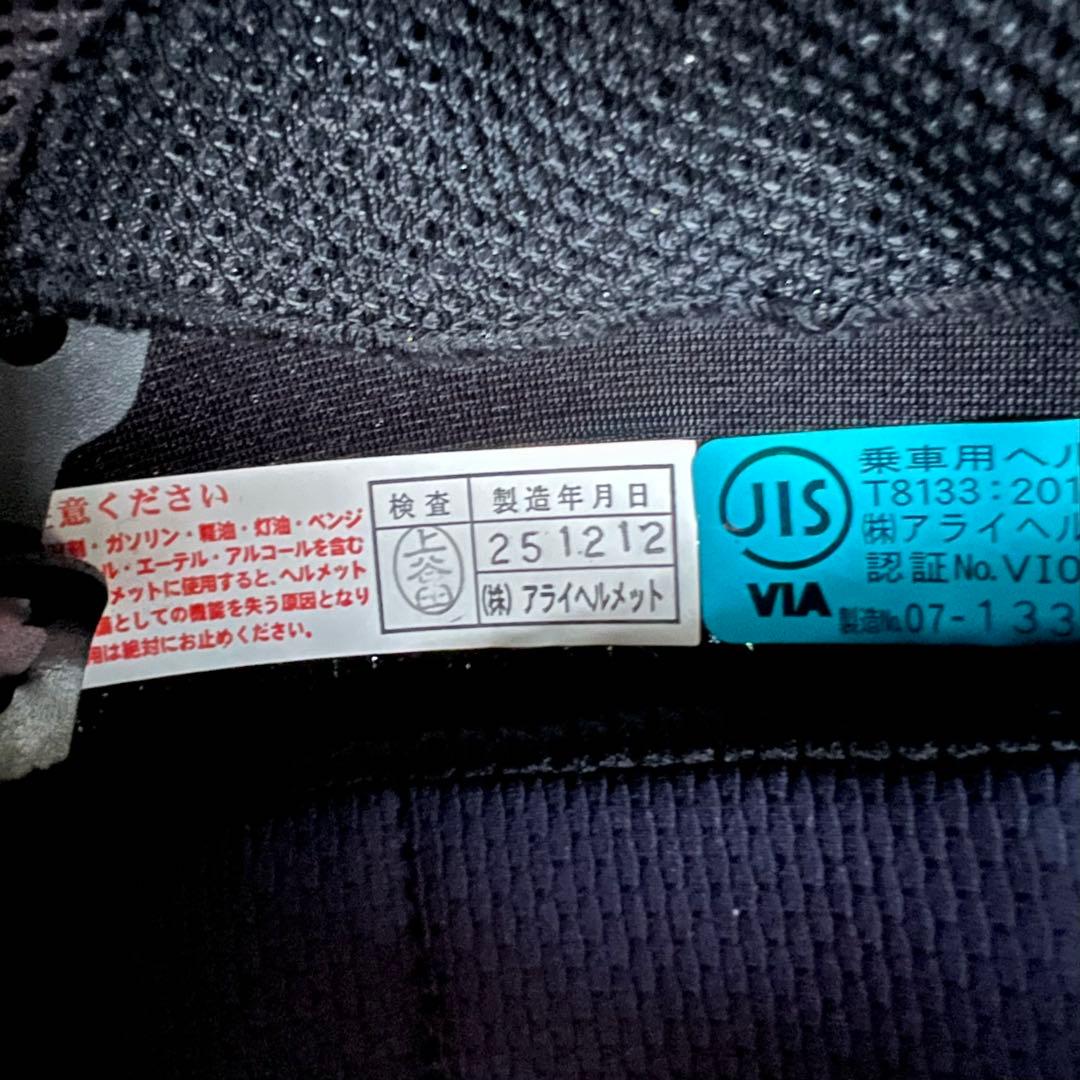 意ください
・ガソリン・軽油・灯油・ベンジ
ル・エーテル・アルコールを含む
メットに使用すると、ヘルメット
としての機能を失う原因となり
用は絶対にお止めください。
検査
上谷印
製造年月日
25 12 12
(株) アライヘルメット
JIS
VIA
乗車用ヘル
T8133:201
㈱アライヘル
認証No.VI0
製造No.07-133